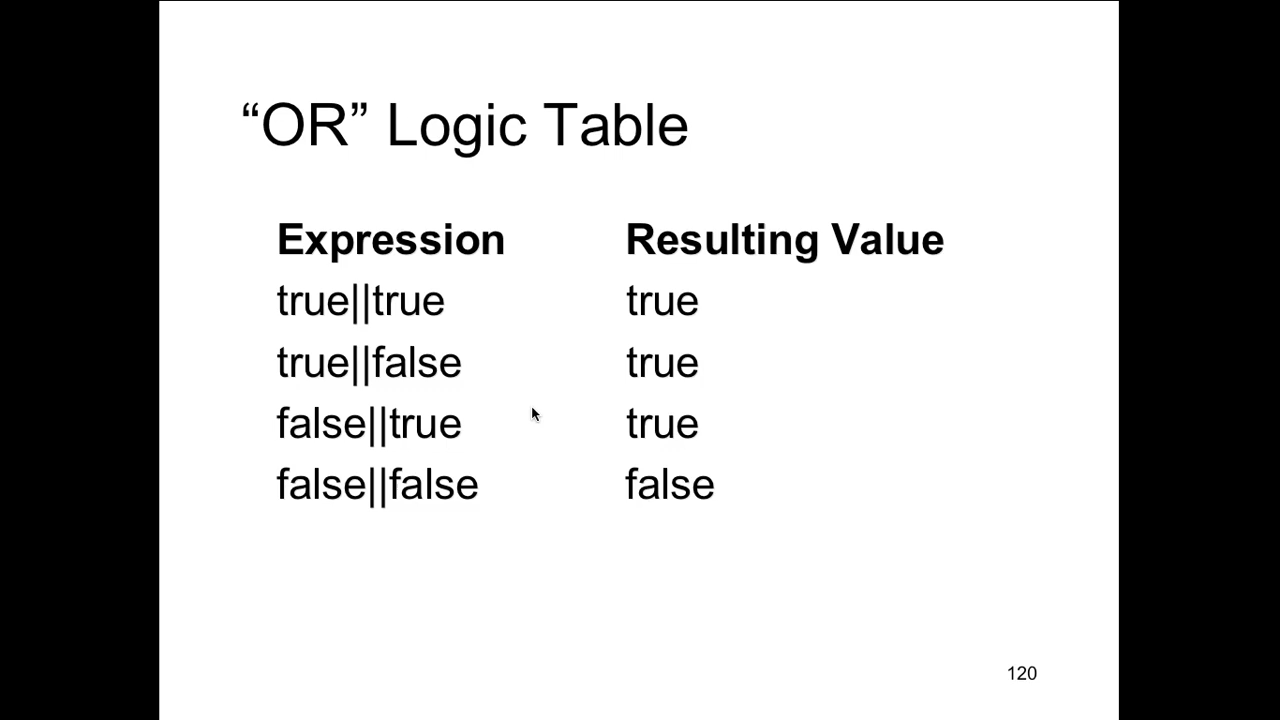 “OR” Logic Table
Expression Resulting Value
true||true true
true||false true
false||true true
false||false false
120